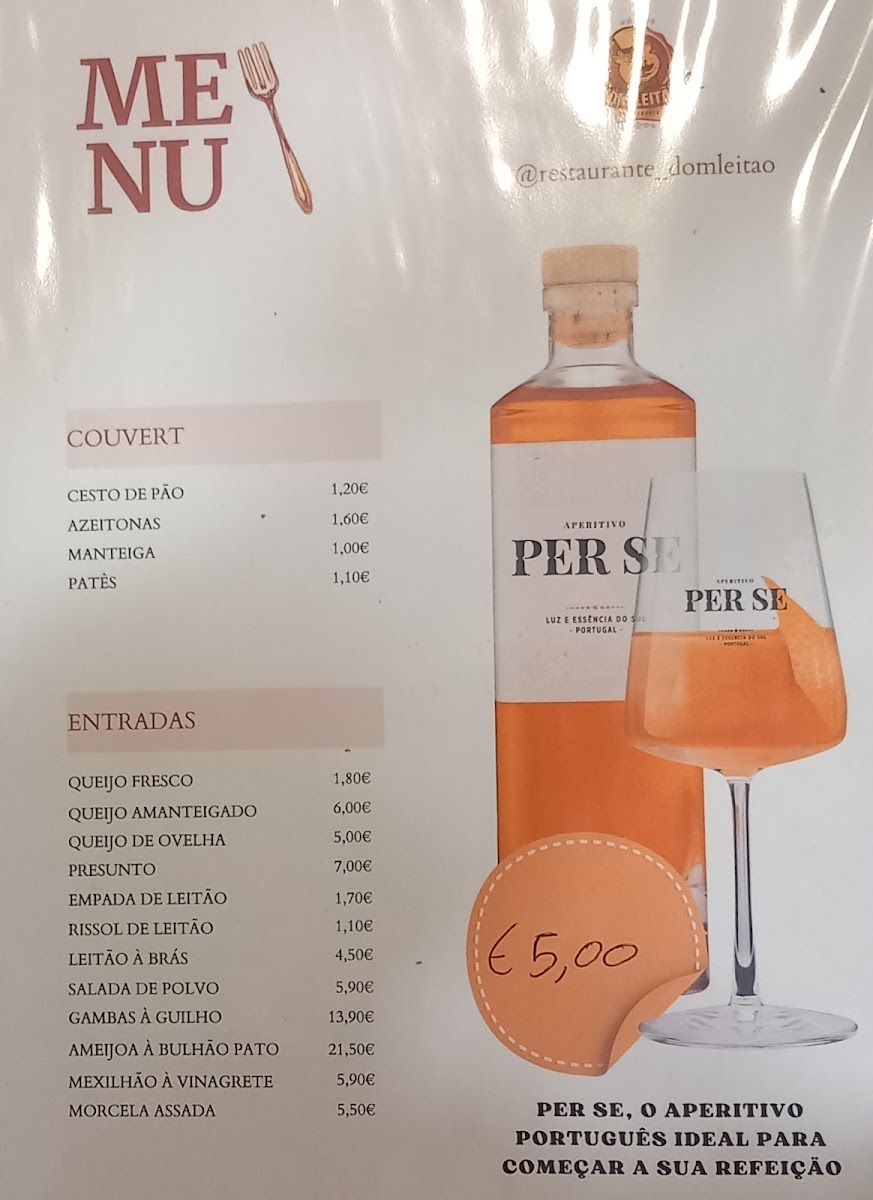 ME
NU
@restaurante_domleitao
COUVERT
CESTO DE PÃO 1,20€
AZEITONAS 1,60€
MANTEIGA 1,00€
PATÊS 1,10€
ENTRADAS
QUEIJO FRESCO 1,80€
QUEIJO AMANTEIGADO 6,00€
QUEIJO DE OVELHA 5,00€
PRESUNTO 7,00€
EMPADA DE LEITÃO 1,70€
RISSOL DE LEITÃO 1,10€
LEITÃO À BRÁS 4,50€
SALADA DE POLVO 5,90€
GAMBAS À GUILHO 13,90€
AMEIJOA À BULHÃO PATO 21,50€
MEXILHÃO À VINAGRETE 5,90€
MORCELA ASSADA 5,50€
APERITIVO
PER SE
LUZ E ESSÊNCIA DO SUL
- PORTUGAL -
APERITIVO
PER SE
LUZ E ESSÊNCIA DO SUL
- PORTUGAL -
€ 5,00
PER SE, O APERITIVO
PORTUGUÊS IDEAL PARA
COMEÇAR A SUA REFEIÇÃO